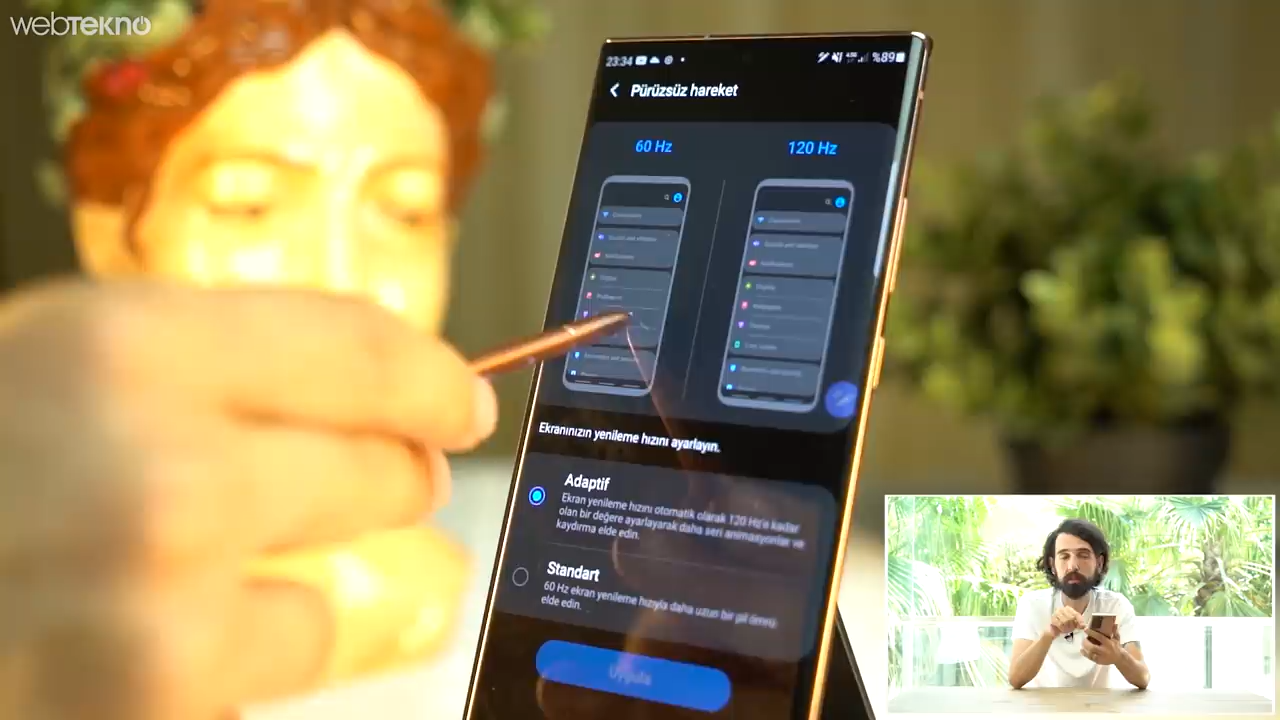 webTEKNO
23:34
%89
Pürüzsüz hareket
60 Hz
120 Hz
Ekranınızın yenileme hızını ayarlayın.
Adaptif
Ekran yenileme hızını otomatik olarak 120 Hz'e kadar
olan bir değere ayarlayarak daha seri animasyonlar ve
kaydırma elde edin.
Standart
60 Hz ekran yenileme hızıyla daha uzun bir pil ömrü
elde edin.
Uygula